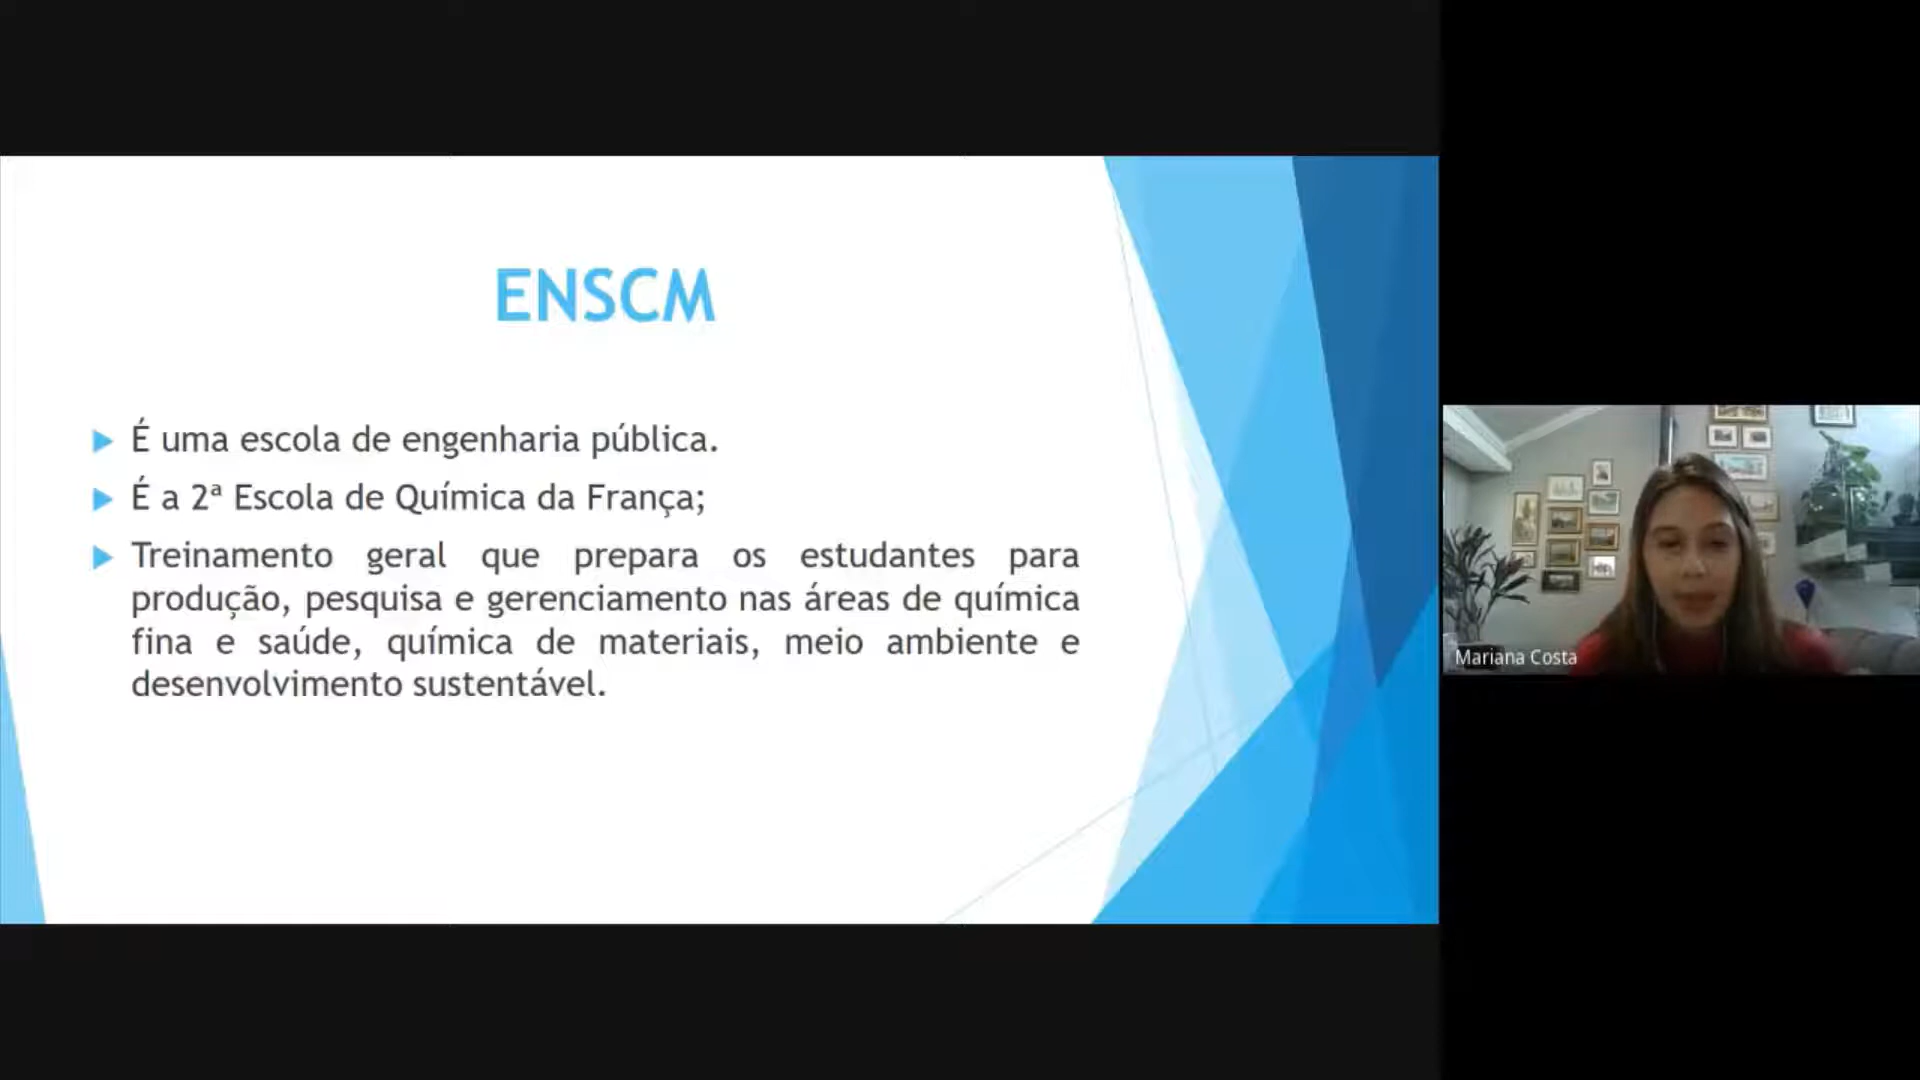 ENSCM
É uma escola de engenharia pública.
É a 2ª Escola de Química da França;
Treinamento geral que prepara os estudantes para
produção, pesquisa e gerenciamento nas áreas de química
fina e saúde, química de materiais, meio ambiente e
desenvolvimento sustentável.
Mariana Costa